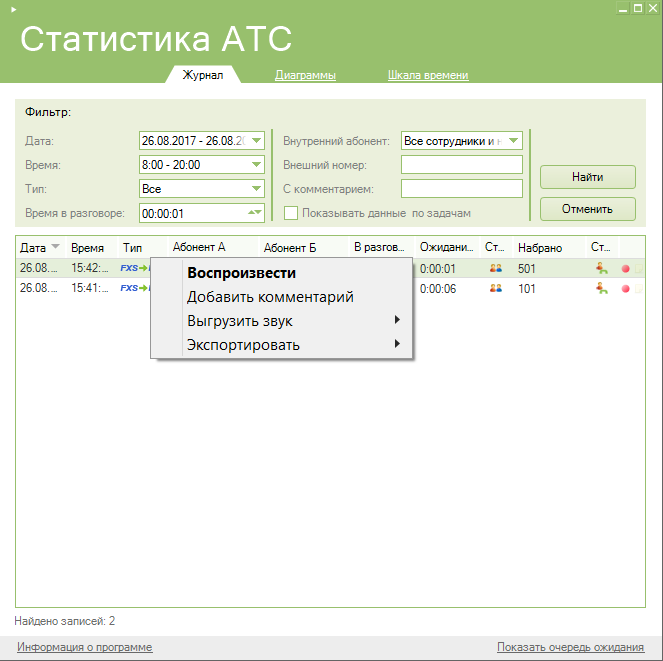 Статистика АТС
Журнал Диаграммы Шкала времени
Фильтр:
Дата: 26.08.2017 - 26.08.20 Внутренний абонент: Все сотрудники и
Время: 8:00 - 20:00 Внешний номер:
Тип: Все С комментарием:
Время в разговоре: 00:00:01 Показывать данные по задачам
Найти
Отменить
Дата Время Тип Абонент А Абонент Б В разгов... Ожидани... Ст... Набрано Ст...
26.08.... 15:42:... FXS 0:00:01 501
26.08.... 15:41:... FXS 0:00:06 101
Воспроизвести
Добавить комментарий
Выгрузить звук
Экспортировать
Найдено записей: 2
Информация о программе Показать очередь ожидания